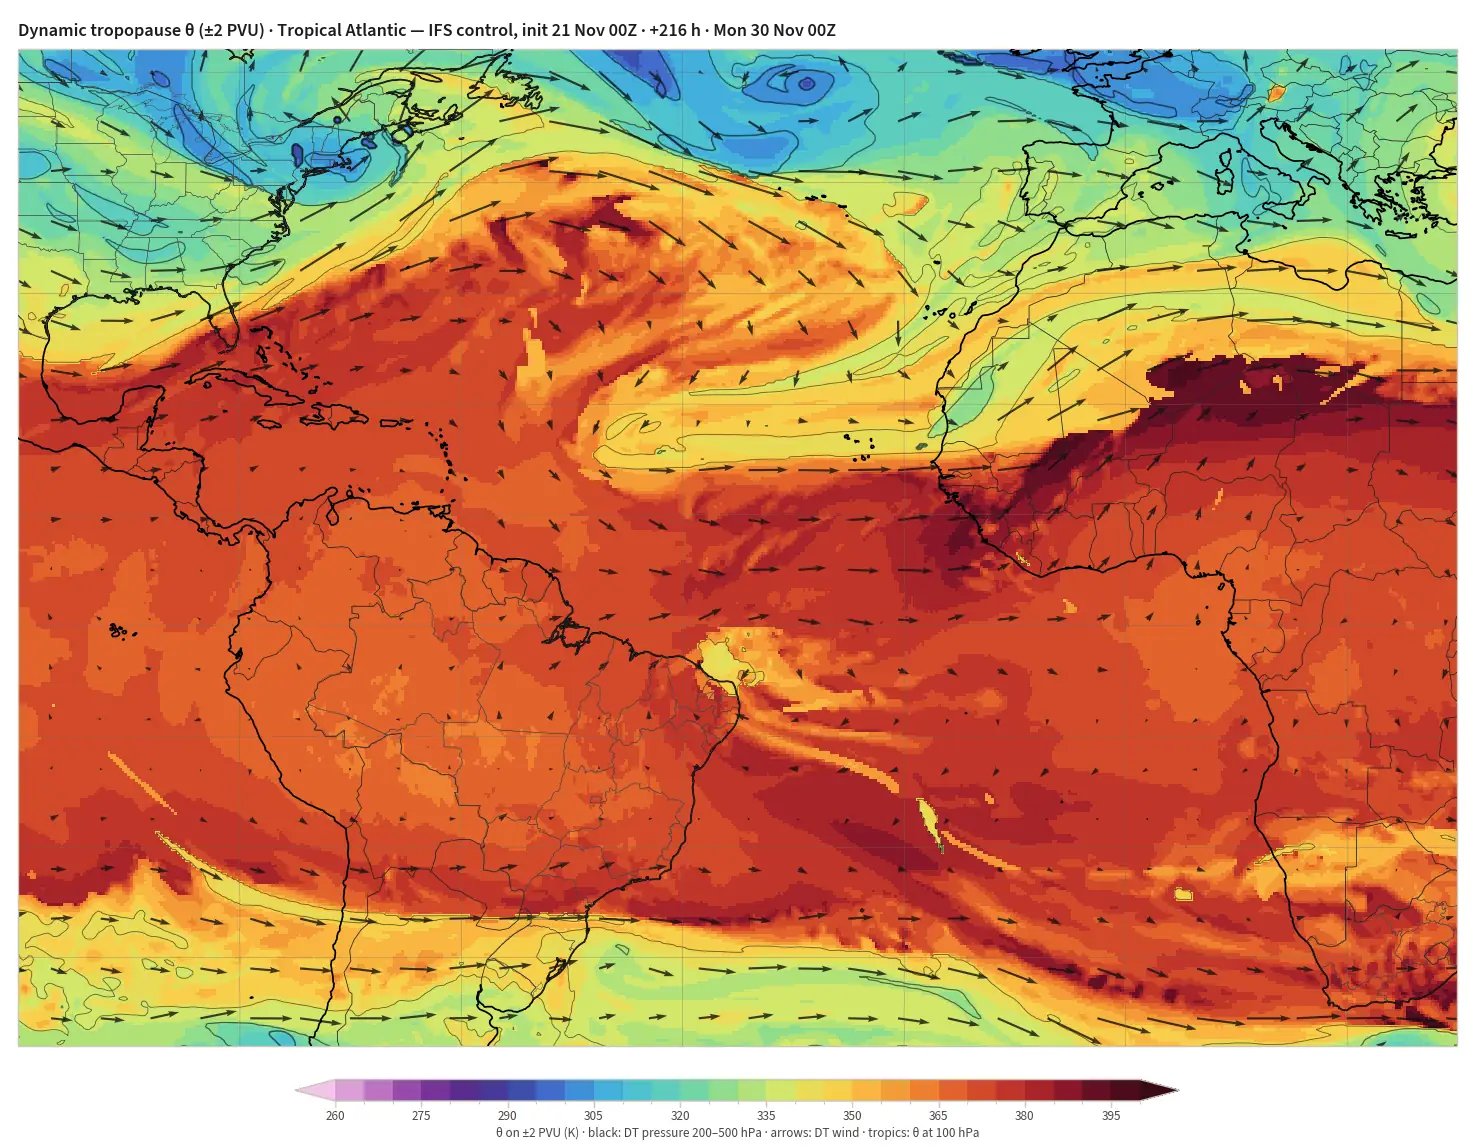 Dynamic tropopause θ (±2 PVU) · Tropical Atlantic — IFS control, init 21 Nov 00Z · +216 h · Mon 30 Nov 00Z
260 275 290 305 320 335 350 365 380 395
θ on ±2 PVU (K) · black: DT pressure 200–500 hPa · arrows: DT wind · tropics: θ at 100 hPa